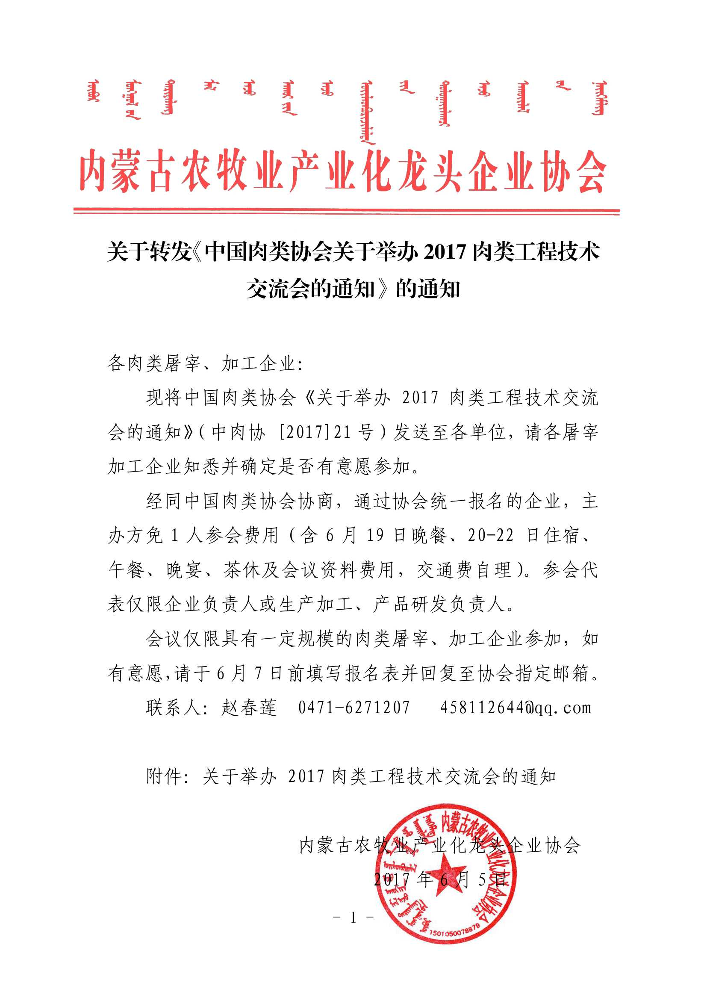 内蒙古农牧业产业化龙头企业协会
关于转发《中国肉类协会关于举办 2017 肉类工程技术
交流会的通知》的通知
各肉类屠宰、加工企业：
现将中国肉类协会《关于举办 2017 肉类工程技术交流
会的通知》（中肉协 [2017]21 号）发送至各单位，请各屠宰
加工企业知悉并确定是否有意愿参加。
经同中国肉类协会协商，通过协会统一报名的企业，主
办方免 1 人参会费用（含 6 月 19 日晚餐、20-22 日住宿、
午餐、晚宴、茶休及会议资料费用，交通费自理）。参会代
表仅限企业负责人或生产加工、产品研发负责人。
会议仅限具有一定规模的肉类屠宰、加工企业参加，如
有意愿，请于 6 月 7 日前填写报名表并回复至协会指定邮箱。
联系人：赵春莲 0471-6271207 458112644@qq.com
附件：关于举办 2017 肉类工程技术交流会的通知
内蒙古农牧业产业化龙头企业协会
2017 年 6 月 5 日
内蒙古农牧业产业化龙头企业协会
1501050078879
- 1 -